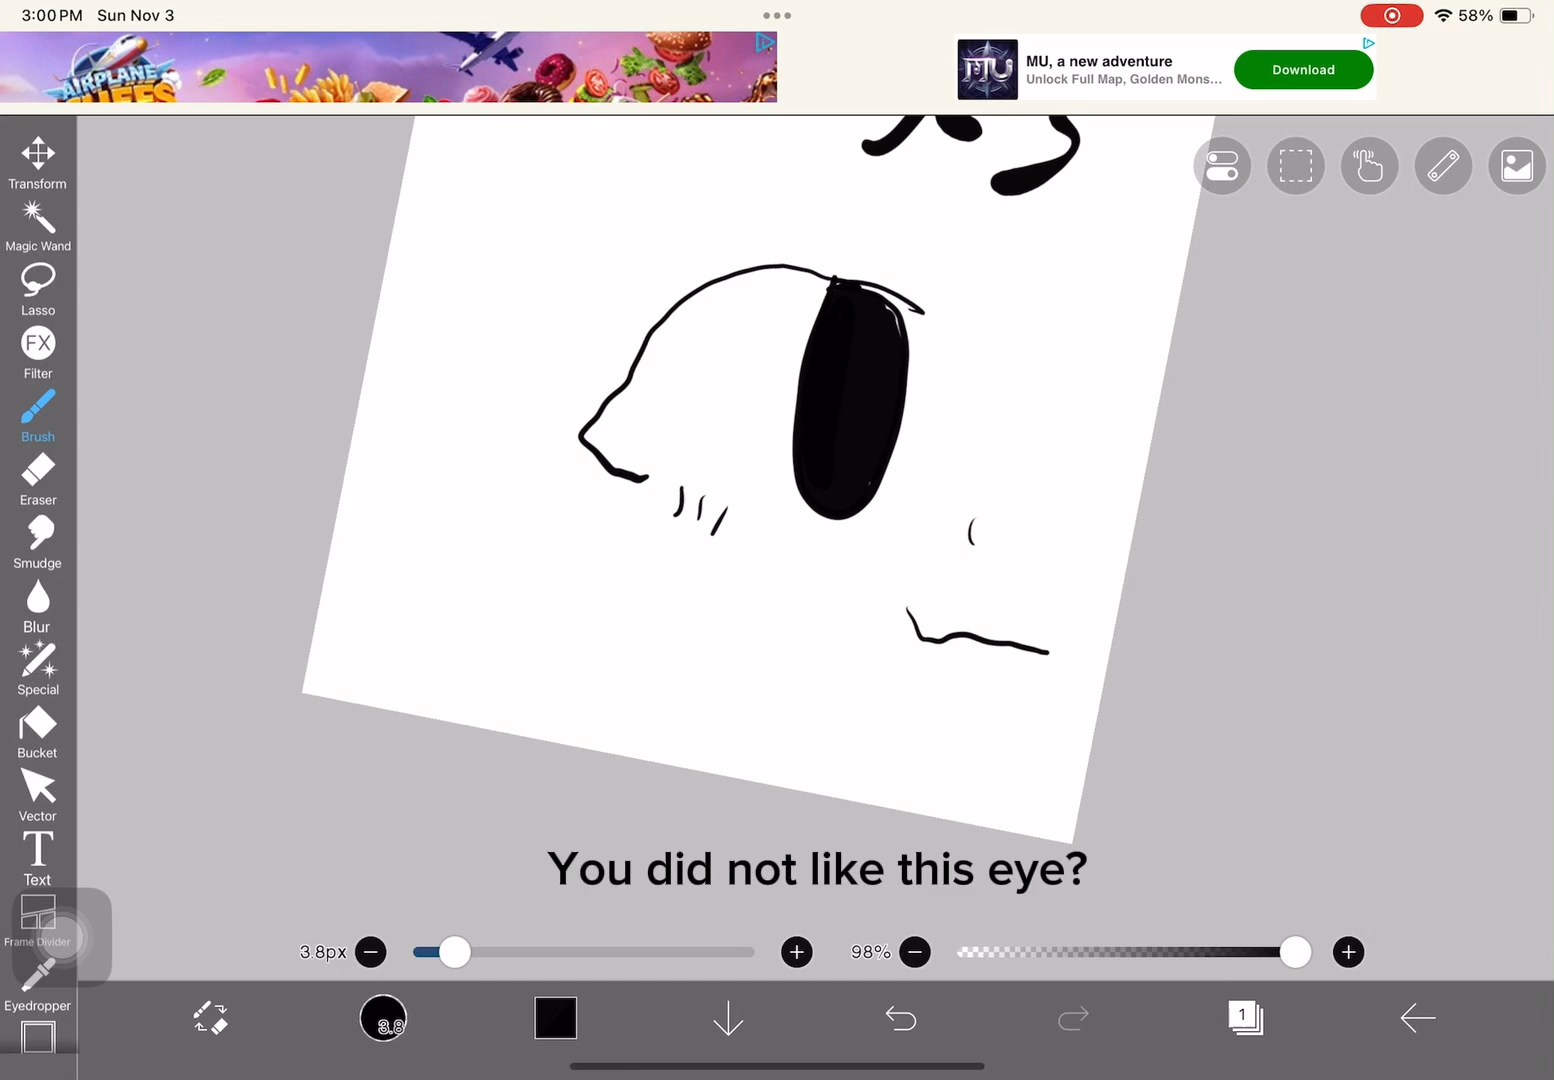 3:00 PM Sun Nov 3
58%
AIRPLANE
CHEFS
MU
MU, a new adventure
Unlock Full Map, Golden Mons...
Download
Transform
Magic Wand
Lasso
FX
Filter
Brush
Eraser
Smudge
Blur
Special
Bucket
Vector
T
Text
Frame Divider
Eyedropper
You did not like this eye?
3.8px
98%
3.8
1